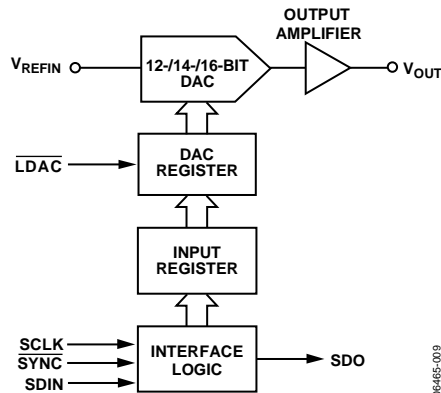 OUTPUT
AMPLIFIER
VREFIN
12-/14-/16-BIT
DAC
VOUT
LDAC
DAC
REGISTER
INPUT
REGISTER
SCLK
SYNC
SDIN
INTERFACE
LOGIC
SDO
06465-009